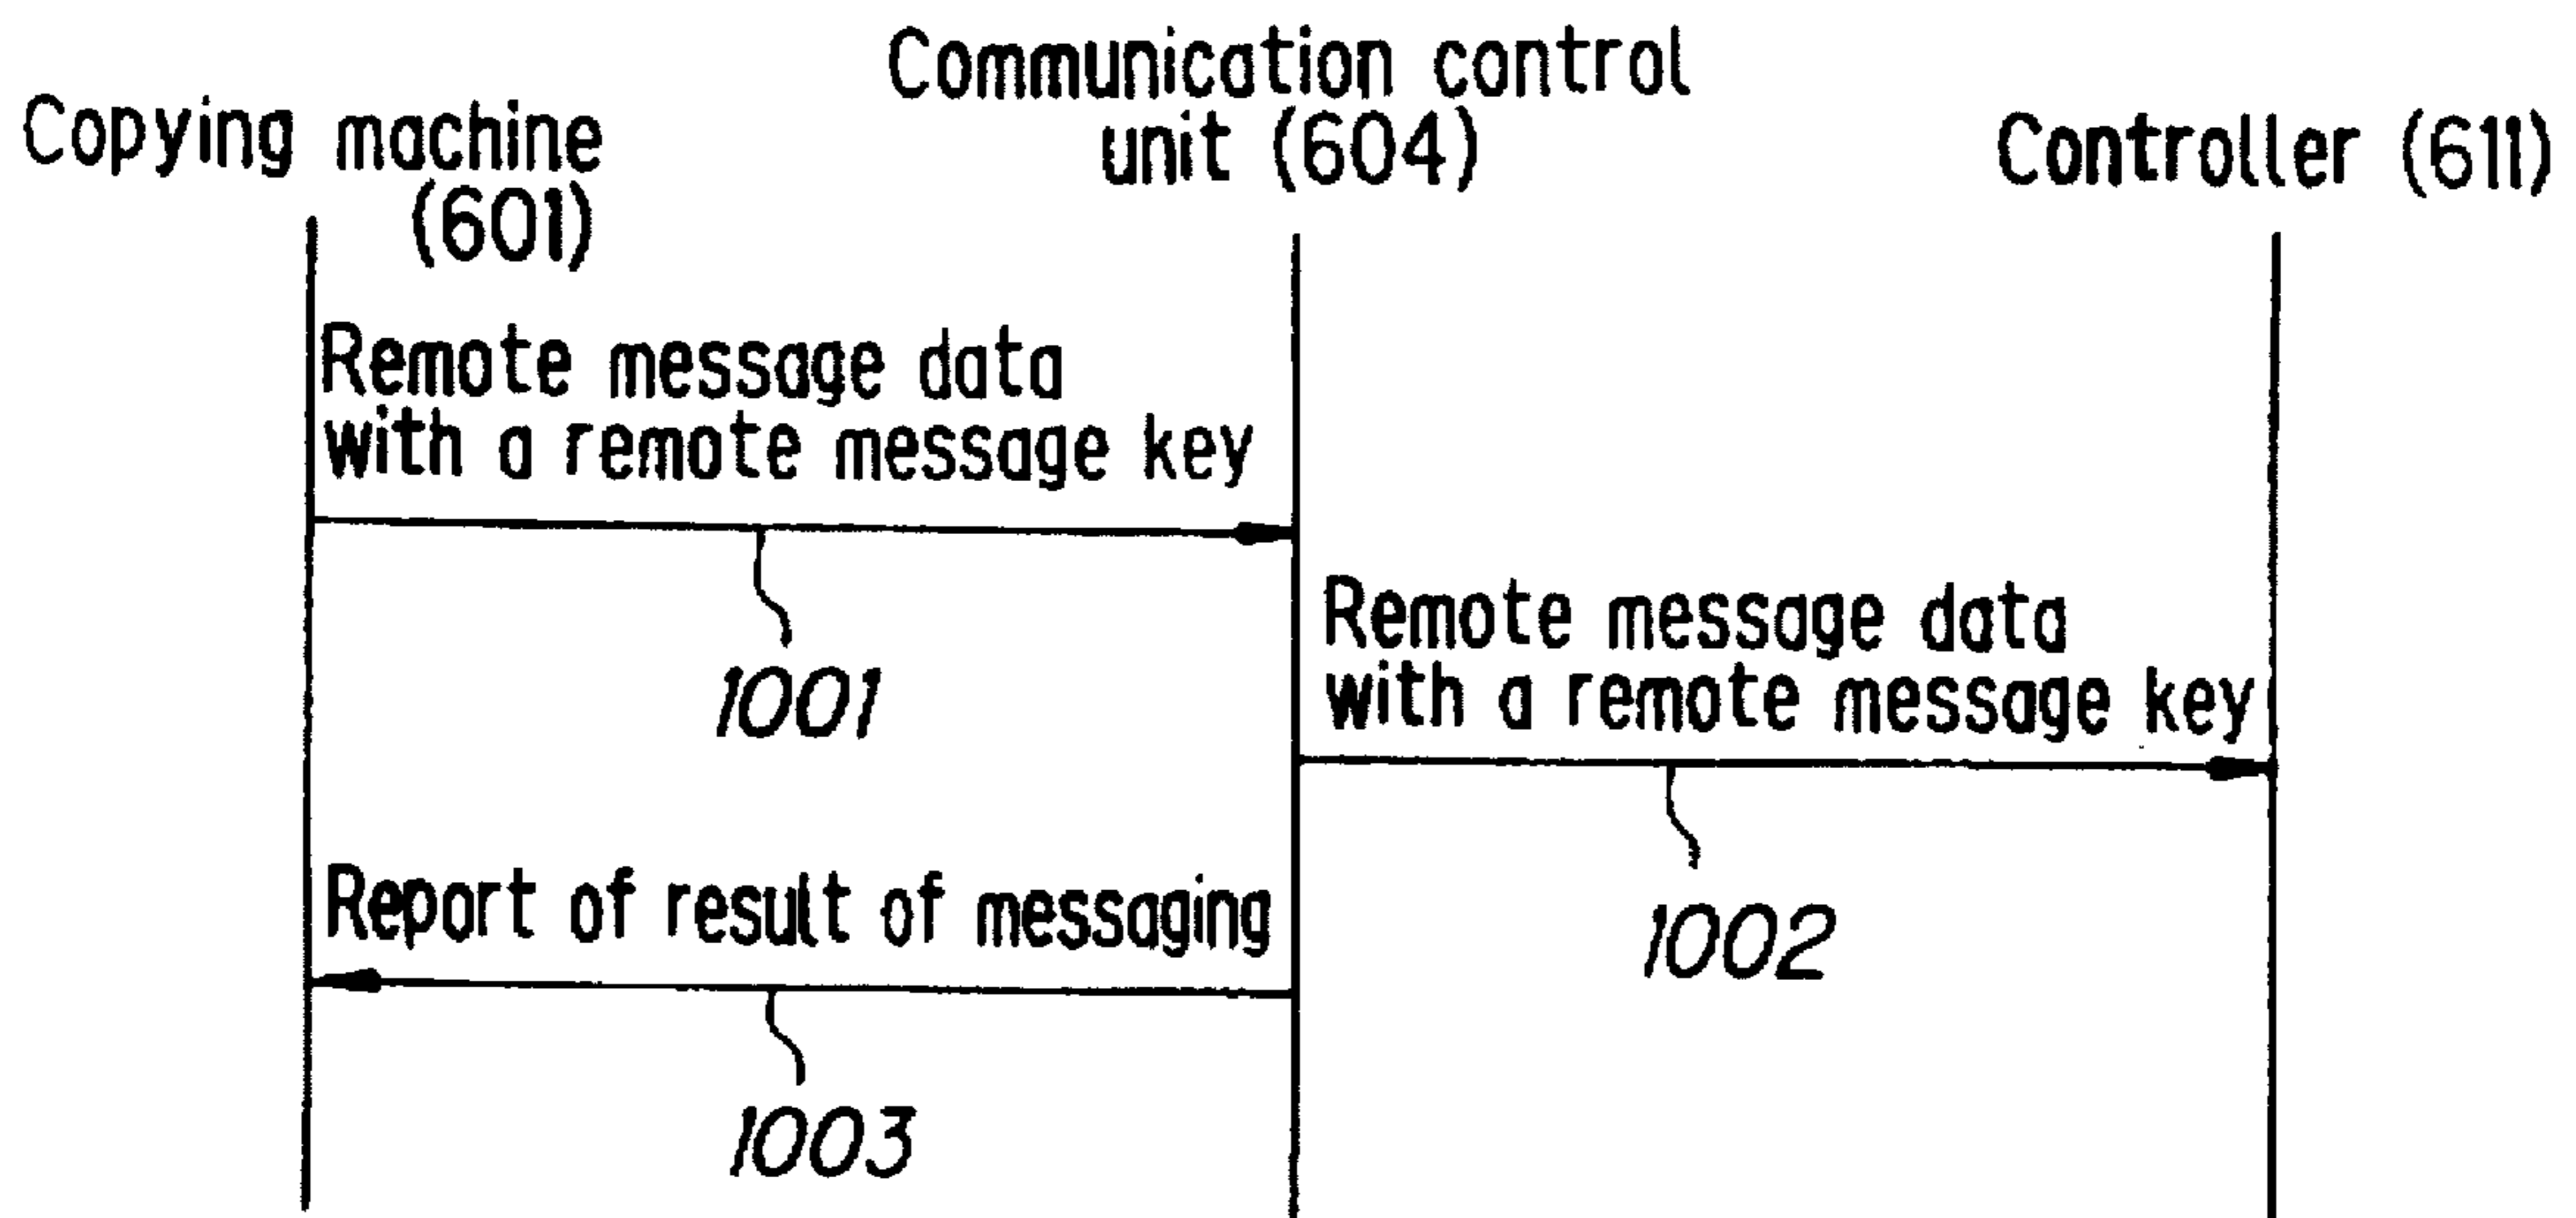 Copying machine
(601)
Communication control
unit (604)
Controller (611)
Remote message data
with a remote message key
1001
Remote message data
with a remote message key
1002
Report of result of messaging
1003